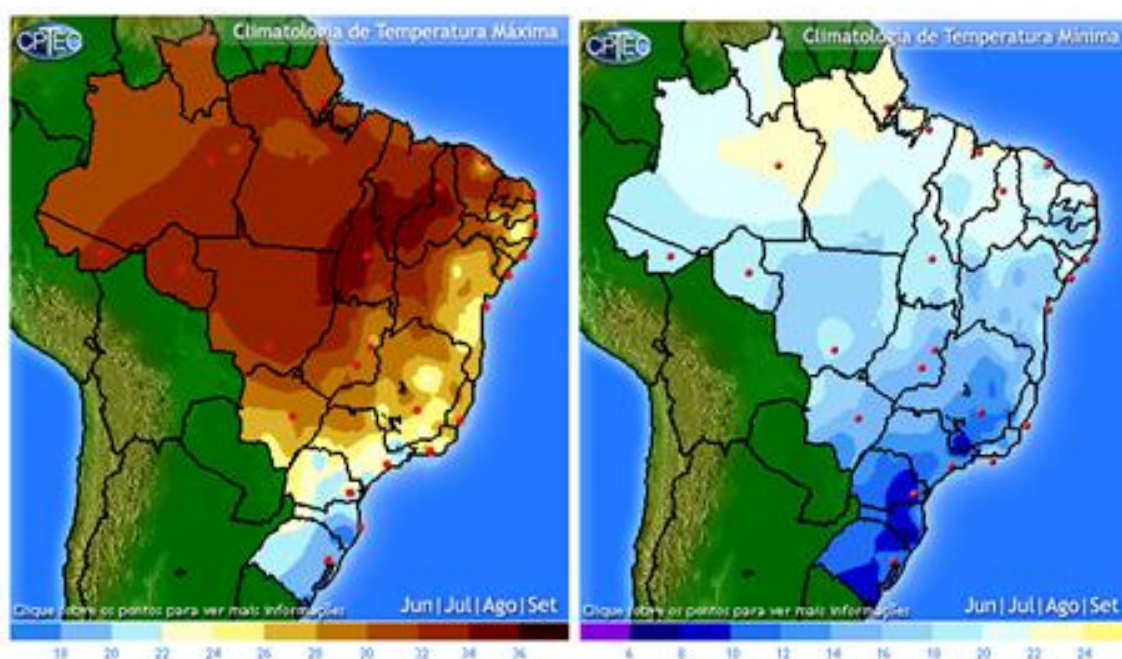 CPTEC
Climatologia de Temperatura Máxima
Clique sobre os pontos para ver mais informações
Jun|Jul|Ago|Set
18 20 22 24 26 28 30 32 34 36
CPTEC
Climatologia de Temperatura Mínima
Clique sobre os pontos para ver mais informações
Jun|Jul|Ago|Set
6 8 10 12 14 16 18 20 22 24